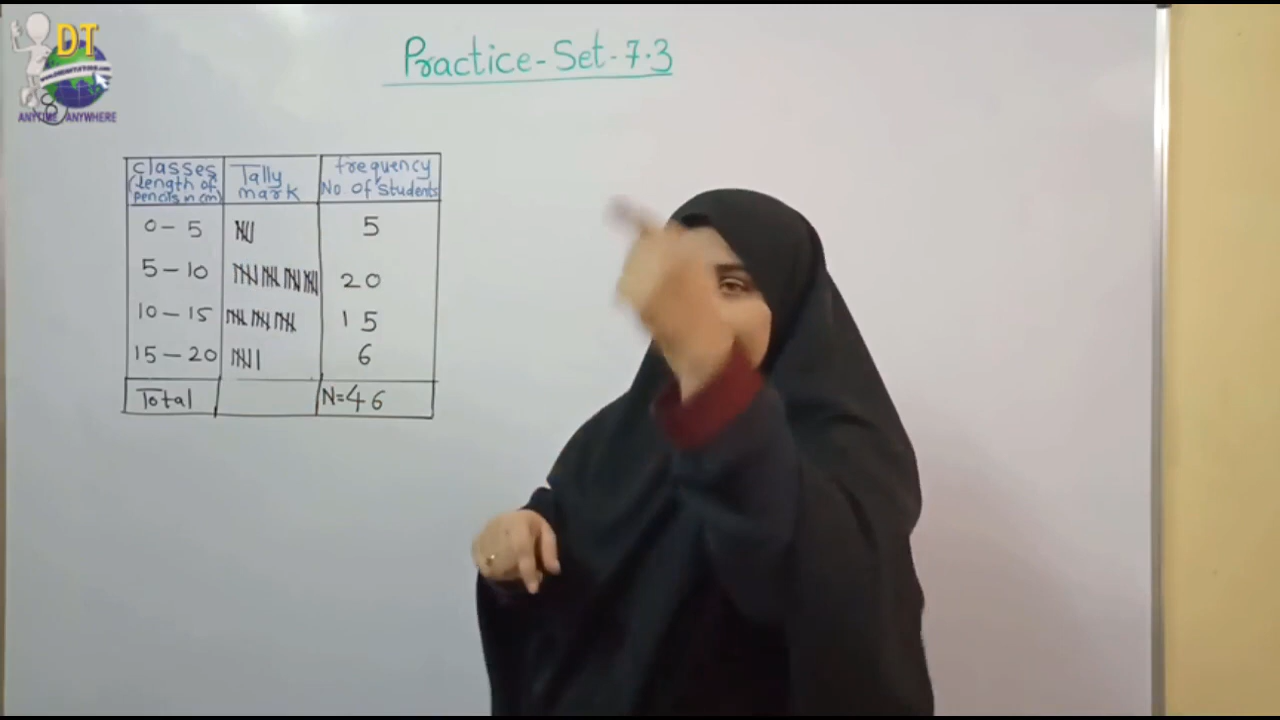 DT
ANYTIME ANYWHERE
8
Practice-Set-7.3
Classes (length of Pencils in cm) Tally mark frequency No. of Students
0-5 5
5-10 20
10-15 15
15-20 6
Total N=46